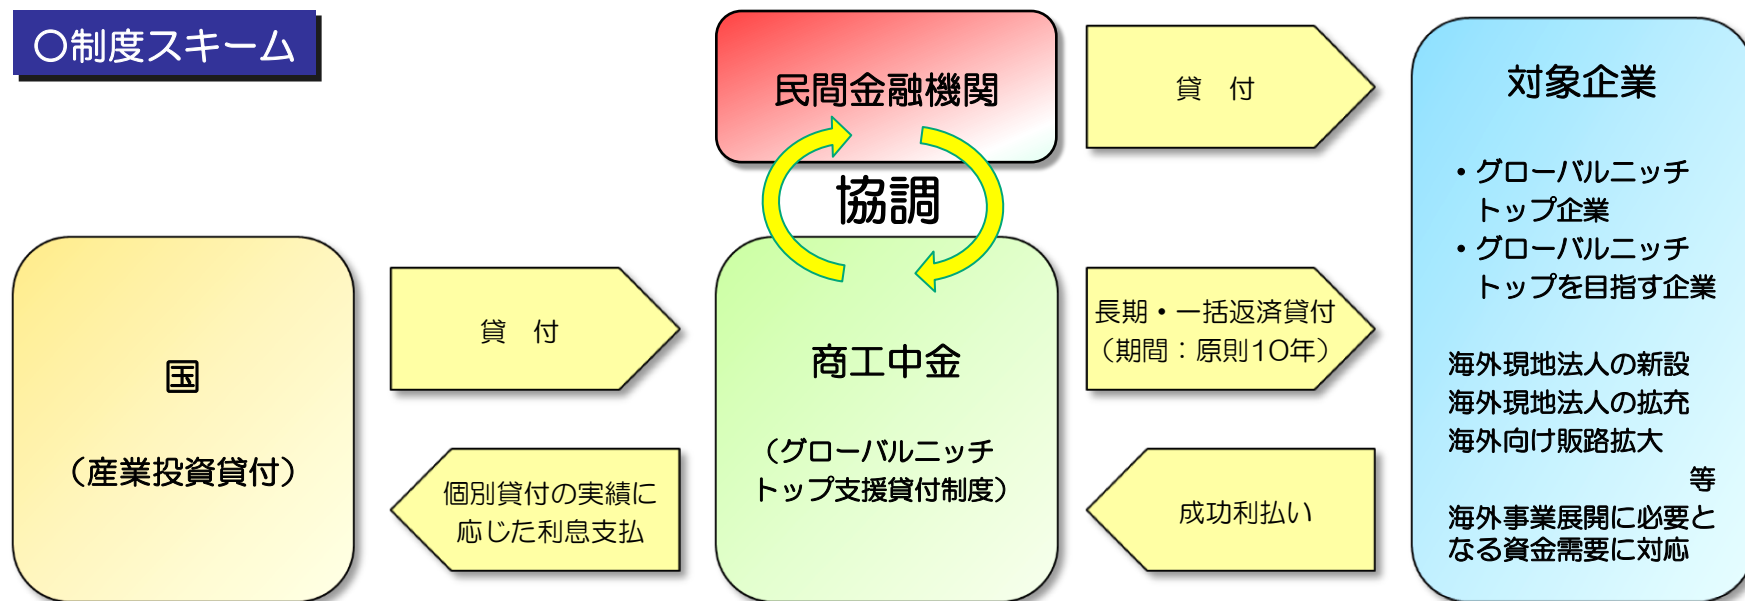 〇制度スキーム
民間金融機関
貸　付
協調
国
（産業投資貸付）
貸　付
個別貸付の実績に
応じた利息支払
商工中金
（グローバルニッチ
トップ支援貸付制度）
長期・一括返済貸付
（期間：原則10年）
成功利払い
対象企業
・グローバルニッチ
トップ企業
・グローバルニッチ
トップを目指す企業
海外現地法人の新設
海外現地法人の拡充
海外向け販路拡大
等
海外事業展開に必要と
なる資金需要に対応